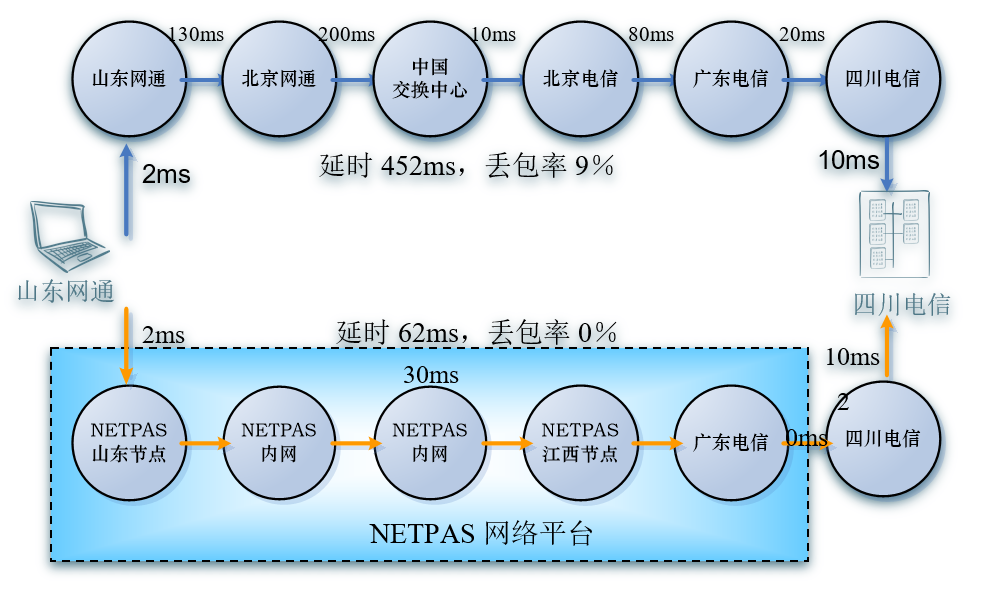 130ms
200ms
10ms
80ms
20ms
山东网通
北京网通
中国
交换中心
北京电信
广东电信
四川电信
延时 452ms，丢包率 9%
2ms
10ms
山东网通
四川电信
延时 62ms，丢包率 0%
2ms
10ms
30ms
2
0ms
NETPAS
山东节点
NETPAS
内网
NETPAS
内网
NETPAS
江西节点
广东电信
四川电信
NETPAS 网络平台